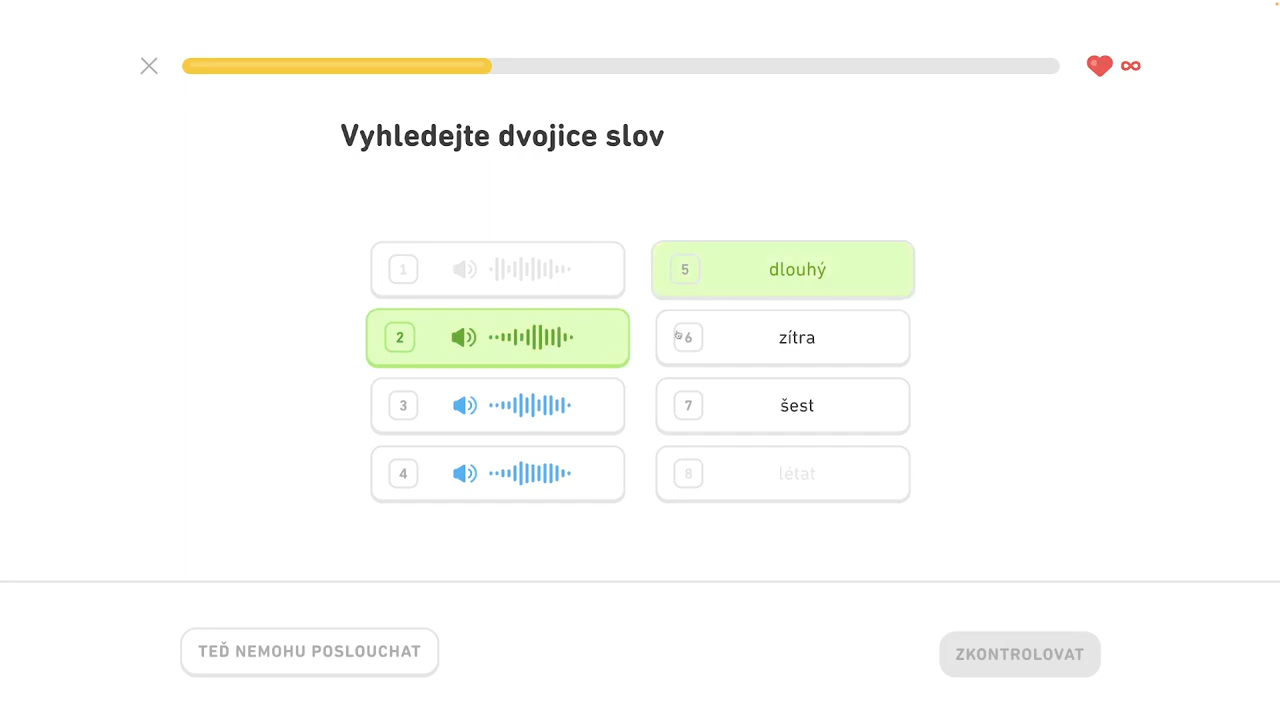 ∞
Vyhledejte dvojice slov
1
5 dlouhý
2
6 zítra
3
7 šest
4
8 létat
TEĎ NEMOHU POSLOUCHAT
ZKONTROLOVAT